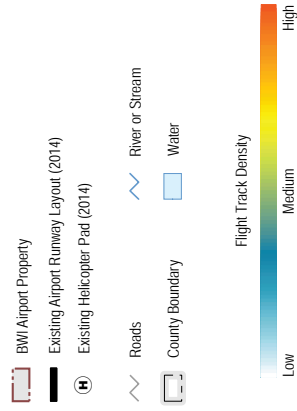 BWI Airport Property
Existing Airport Runway Layout (2014)
H Existing Helicopter Pad (2014)
Roads
River or Stream
County Boundary
Water
Flight Track Density
Low
Medium
High